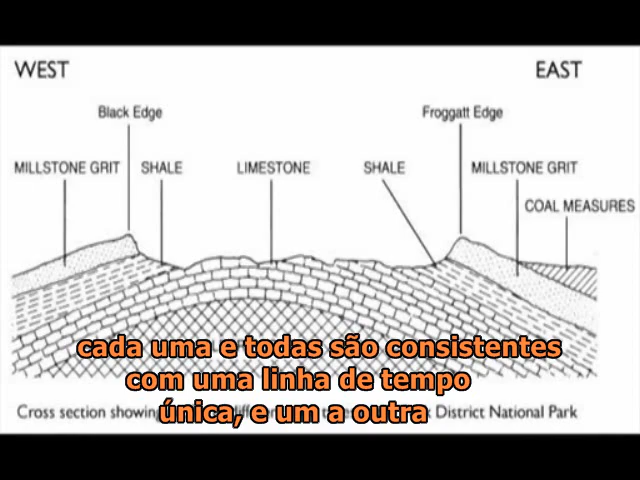 WEST EAST
Black Edge Froggatt Edge
MILLSTONE GRIT SHALE LIMESTONE SHALE MILLSTONE GRIT
COAL MEASURES
cada uma e todas são consistentes
com uma linha de tempo
única, e um a outra
Cross section showing District National Park